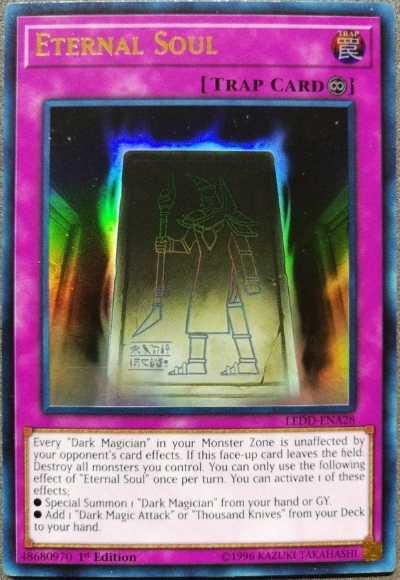 Eternal Soul
TRAP
罠
[Trap Card]
LEDD-ENA28
Every "Dark Magician" in your Monster Zone is unaffected by
your opponent's card effects. If this face-up card leaves the field:
Destroy all monsters you control. You can only use the following
effect of "Eternal Soul" once per turn. You can activate 1 of these
effects;
● Special Summon 1 "Dark Magician" from your hand or GY.
● Add 1 "Dark Magic Attack" or "Thousand Knives" from your Deck
to your hand.
48680970 1st Edition ©1996 KAZUKI TAKAHASHI